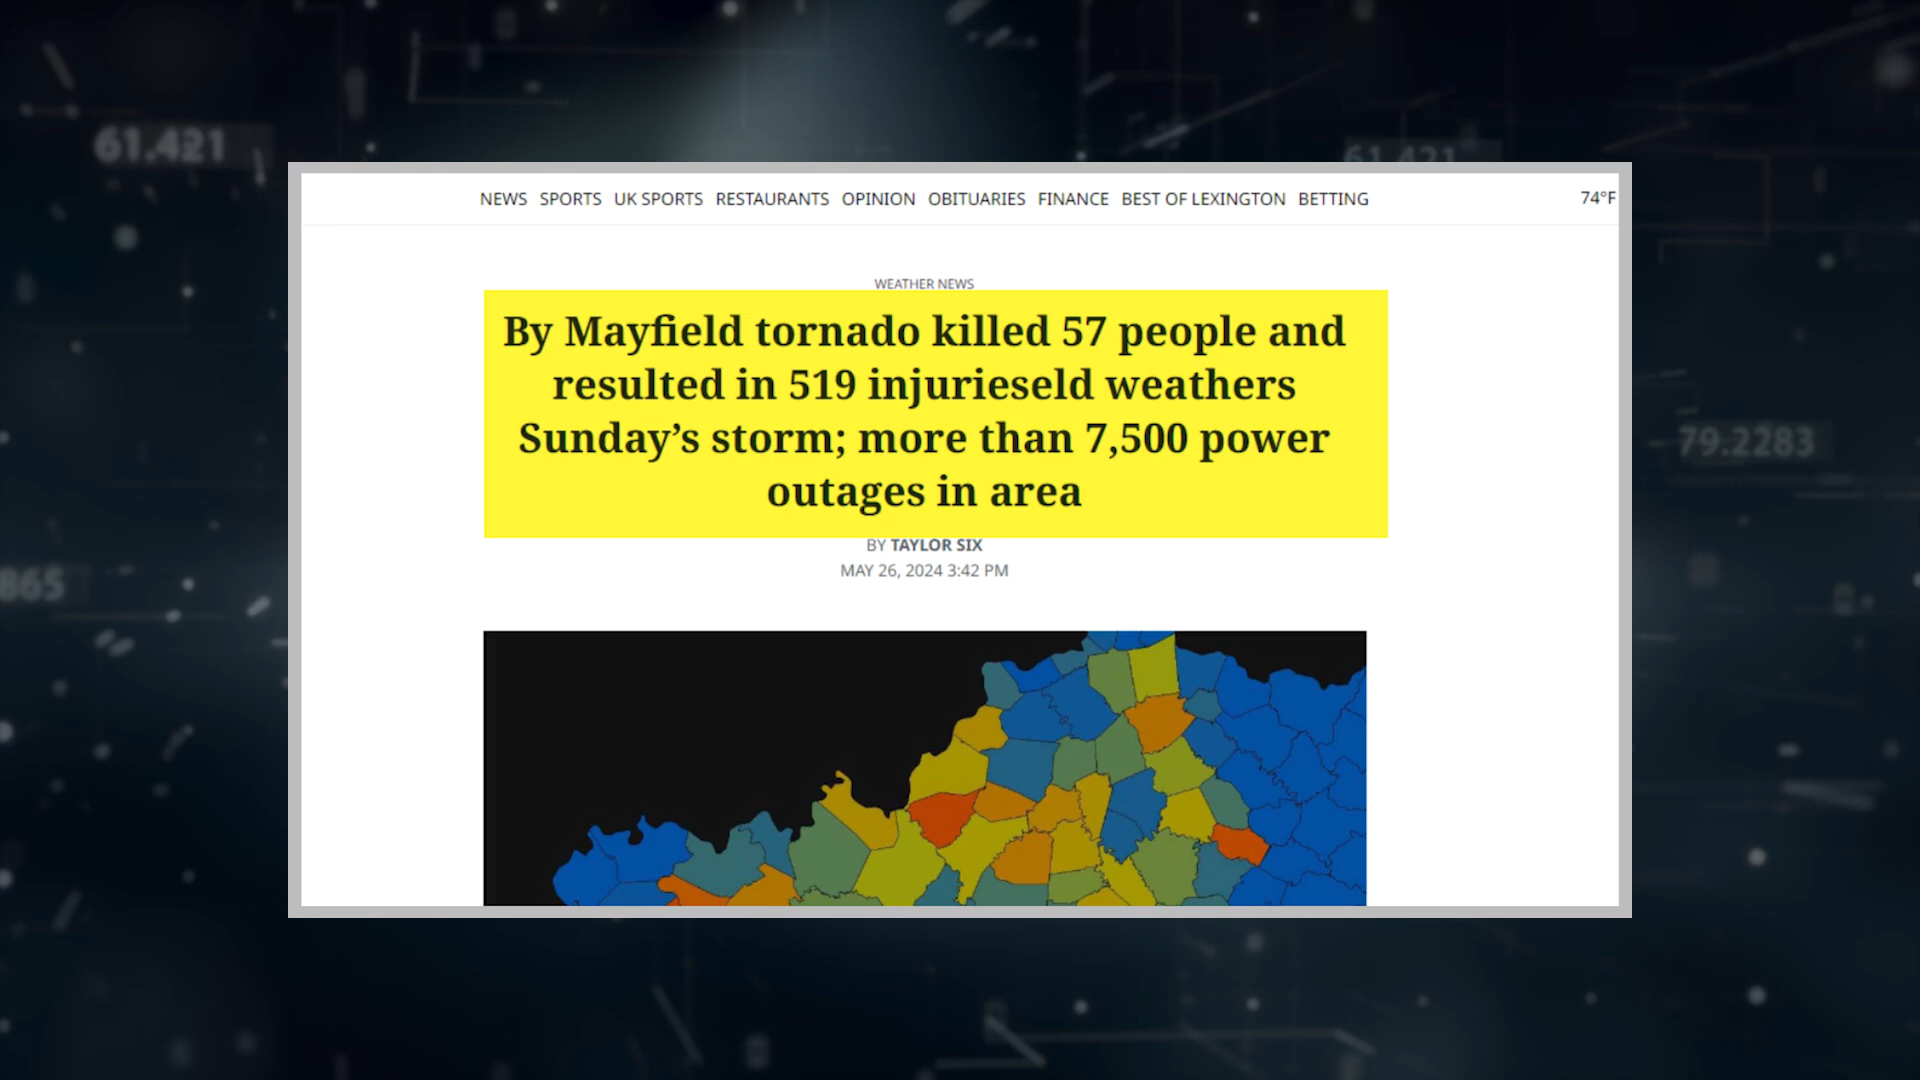 61.421
61.421
NEWS SPORTS UK SPORTS RESTAURANTS OPINION OBITUARIES FINANCE BEST OF LEXINGTON BETTING 74°F
WEATHER NEWS
By Mayfield tornado killed 57 people and
resulted in 519 injurieseld weathers
Sunday’s storm; more than 7,500 power
outages in area
BY TAYLOR SIX
MAY 26, 2024 3:42 PM
79.2283
865